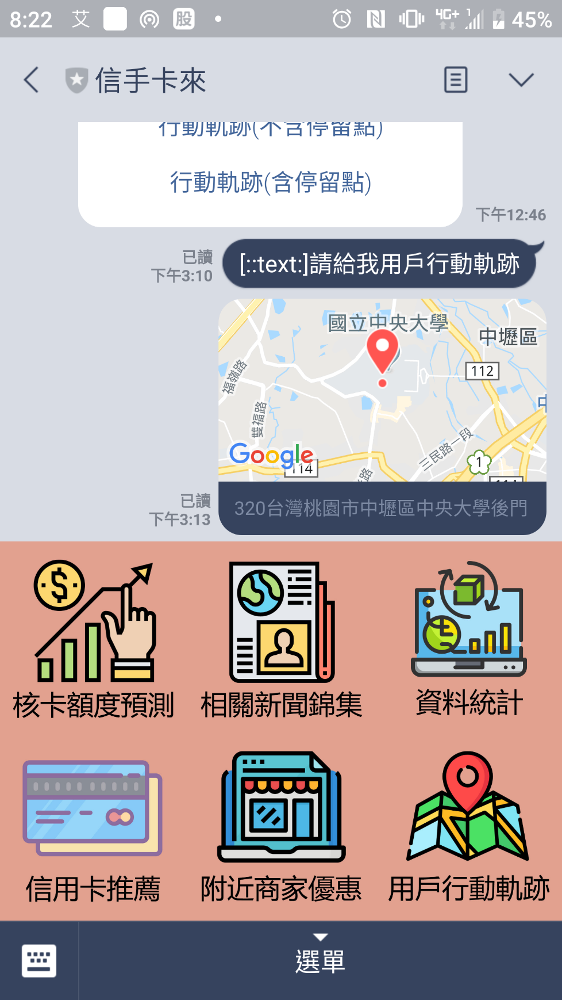 8:22 艾 股 4G+ 1 45%
信手卡來
行動軌跡(不含停留點)
行動軌跡(含停留點)
下午12:46
已讀
下午3:10
[::text:]請給我用戶行動軌跡
國立中央大學
中壢區
112
福嶺路
雙福路
三民路一段
1
Google
114
路
114
已讀
下午3:13
320台灣桃園市中壢區中央大學後門
核卡額度預測
相關新聞錦集
資料統計
信用卡推薦
附近商家優惠
用戶行動軌跡
選單